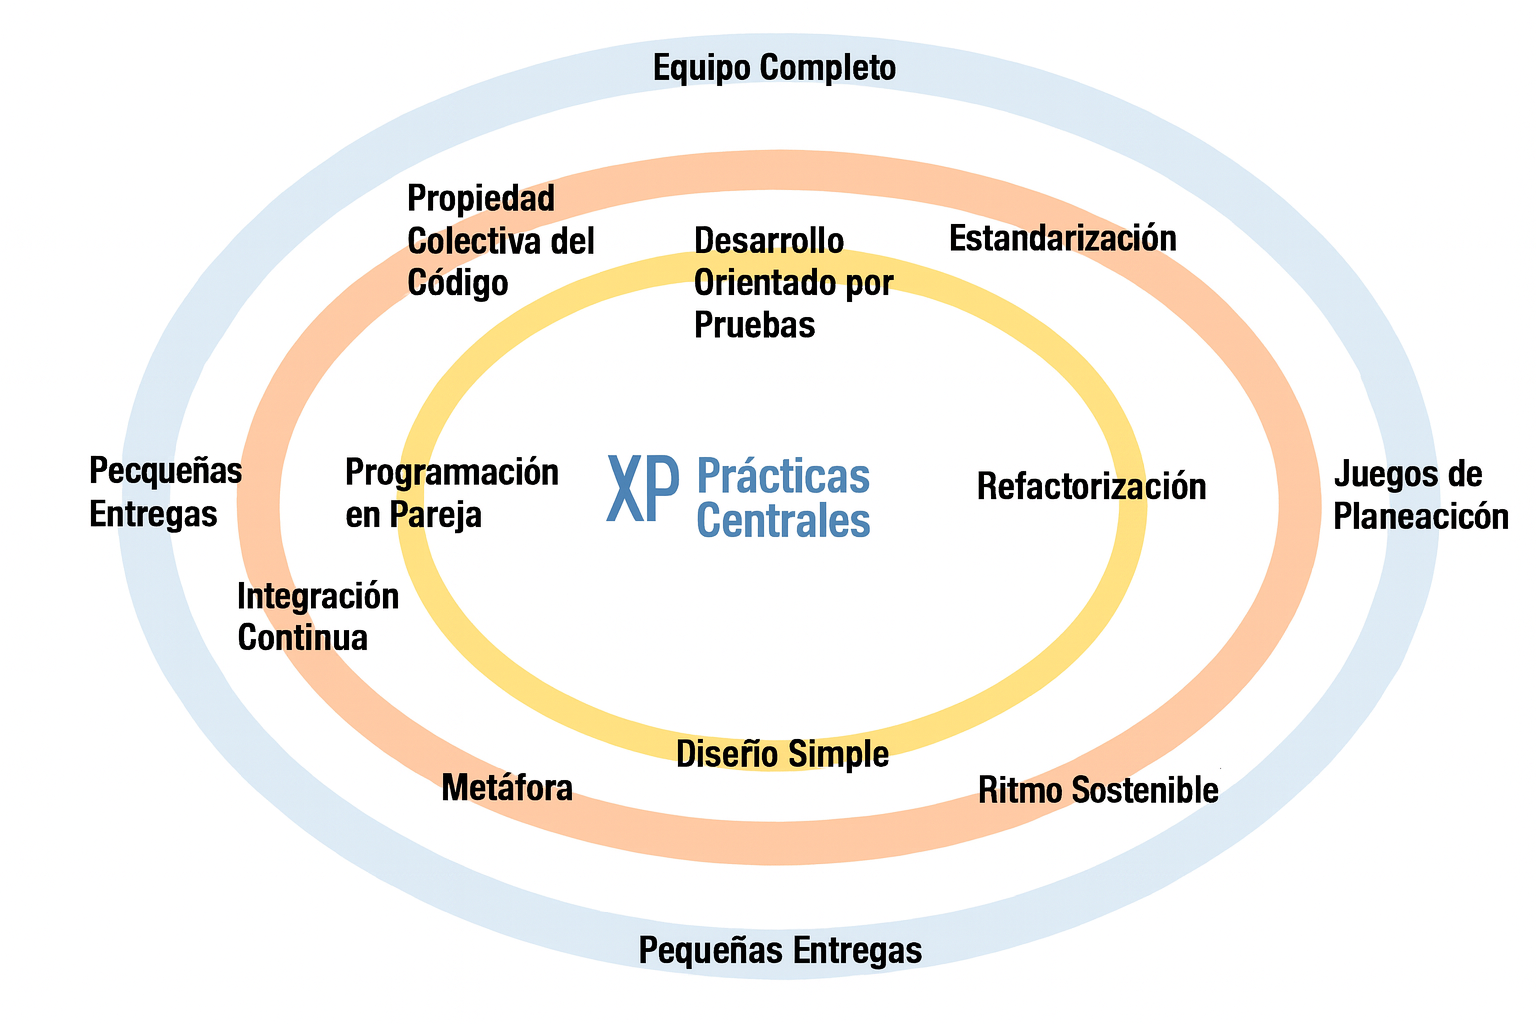 Equipo Completo
Propiedad
Colectiva del
Código
Desarrollo
Orientado por
Pruebas
Estandarización
Pecqueñas
Entregas
Programación
en Pareja
XP Prácticas
Centrales
Refactorización
Juegos de
Planeacicón
Integración
Continua
Metáfora
Diseño Simple
Ritmo Sostenible
Pequeñas Entregas